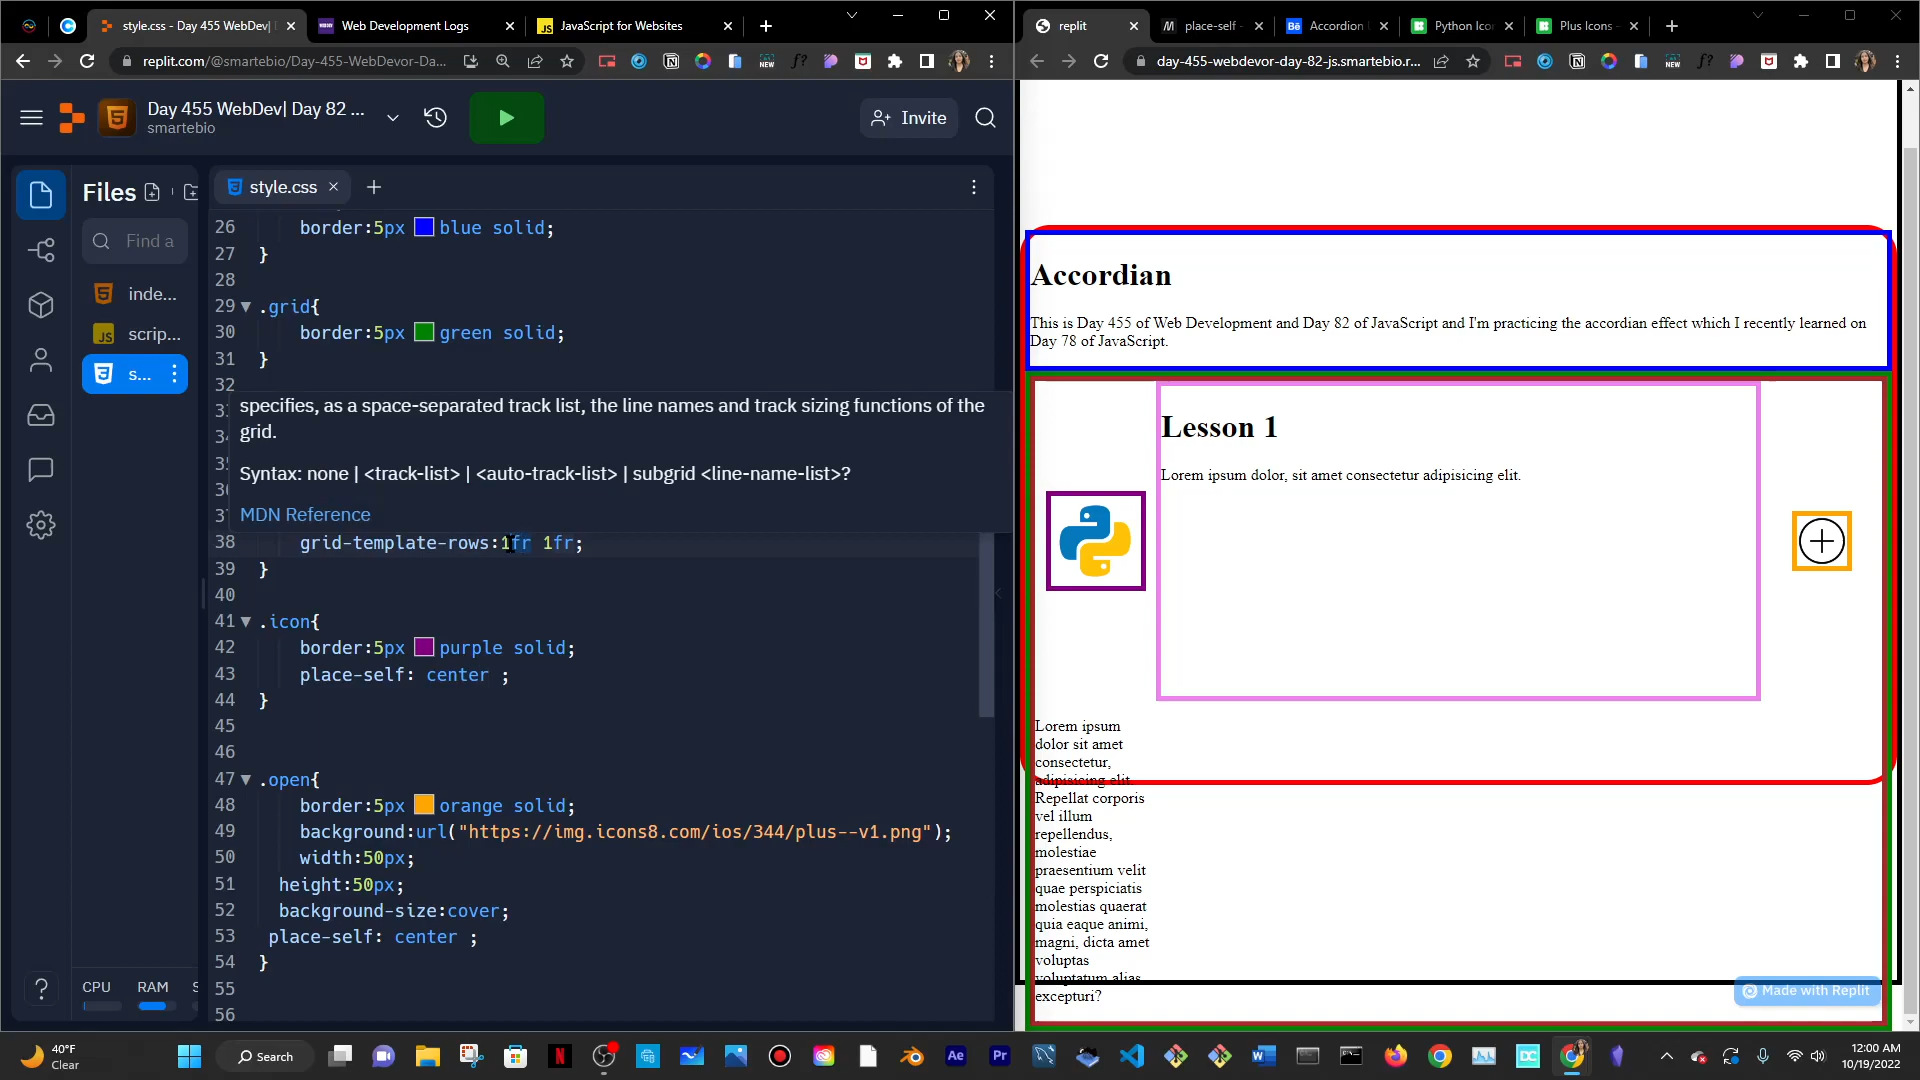 style.css - Day 455 WebDev|
Web Development Logs
JavaScript for Websites
replit
place-self -
Accordion
Python Ico
Plus Icons -
replit.com/@smartebio/Day-455-WebDevor-Da...
day-455-webdevor-day-82-js.smartebio.r...
Day 455 WebDev| Day 82 ...
smartebio
Invite
Files
Find a
inde...
scrip...
s...
style.css
26 border:5px blue solid;
27 }
28
29 .grid{
30 border:5px green solid;
31 }
32
specifies, as a space-separated track list, the line names and track sizing functions of the
grid.
Syntax: none | <track-list> | <auto-track-list> | subgrid <line-name-list>?
MDN Reference
38 grid-template-rows:1fr 1fr;
39 }
40
41 .icon{
42 border:5px purple solid;
43 place-self: center ;
44 }
45
46
47 .open{
48 border:5px orange solid;
49 background:url("https://img.icons8.com/ios/344/plus--v1.png");
50 width:50px;
51 height:50px;
52 background-size:cover;
53 place-self: center ;
54 }
55
56
CPU RAM S
Accordian
This is Day 455 of Web Development and Day 82 of JavaScript and I'm practicing the accordian effect which I recently learned on
Day 78 of JavaScript.
Lesson 1
Lorem ipsum dolor, sit amet consectetur adipisicing elit.
Lorem ipsum
dolor sit amet
consectetur,
adipisicing elit.
Repellat corporis
vel illum
repellendus,
molestiae
praesentium velit
quae perspiciatis
molestias quaerat
quia eaque animi,
magni, dicta amet
voluptas
voluptatum alias
excepturi?
Made with Replit
40°F
Clear
Search
12:00 AM
10/19/2022